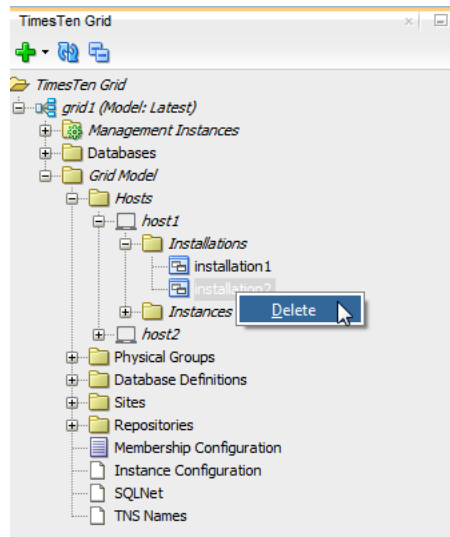 TimesTen Grid
TimesTen Grid
grid1 (Model: Latest)
Management Instances
Databases
Grid Model
Hosts
host1
Installations
installation1
installation2
Instances
Delete
host2
Physical Groups
Database Definitions
Sites
Repositories
Membership Configuration
Instance Configuration
SQLNet
TNS Names